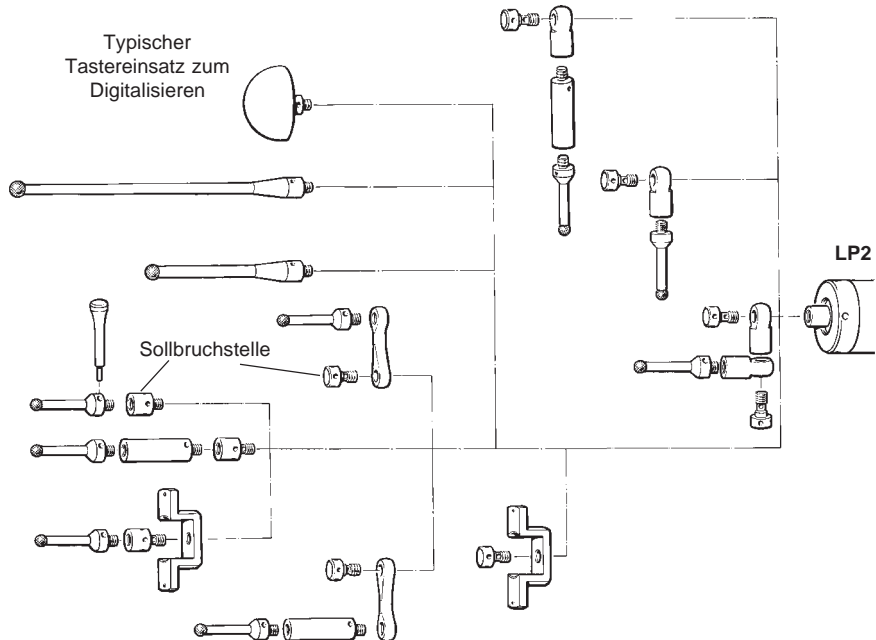 Typischer
Tastereinsatz zum
Digitalisieren
LP2
Sollbruchstelle